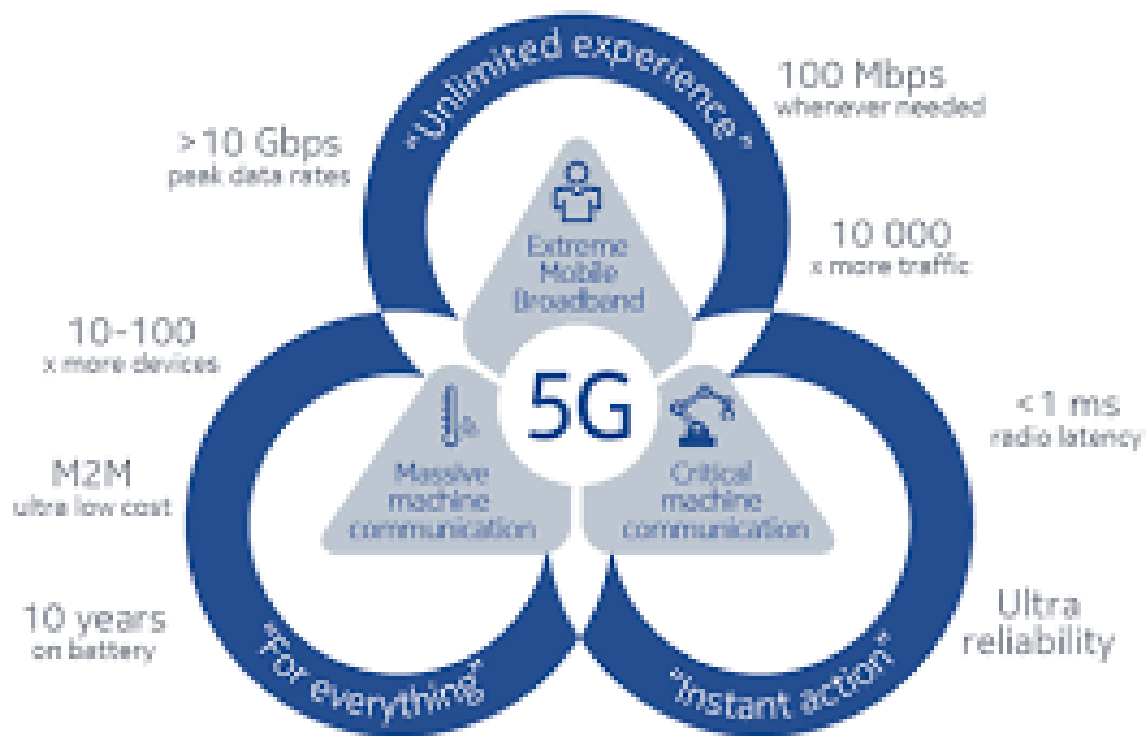 "Unlimited experience"
100 Mbps
whenever needed
>10 Gbps
peak data rates
10 000
x more traffic
Extreme
Mobile
Broadband
10-100
x more devices
5G
<1 ms
radio latency
M2M
ultra low cost
Massive
machine
communication
Critical
machine
communication
10 years
on battery
Ultra
reliability
"For everything"
"instant action"